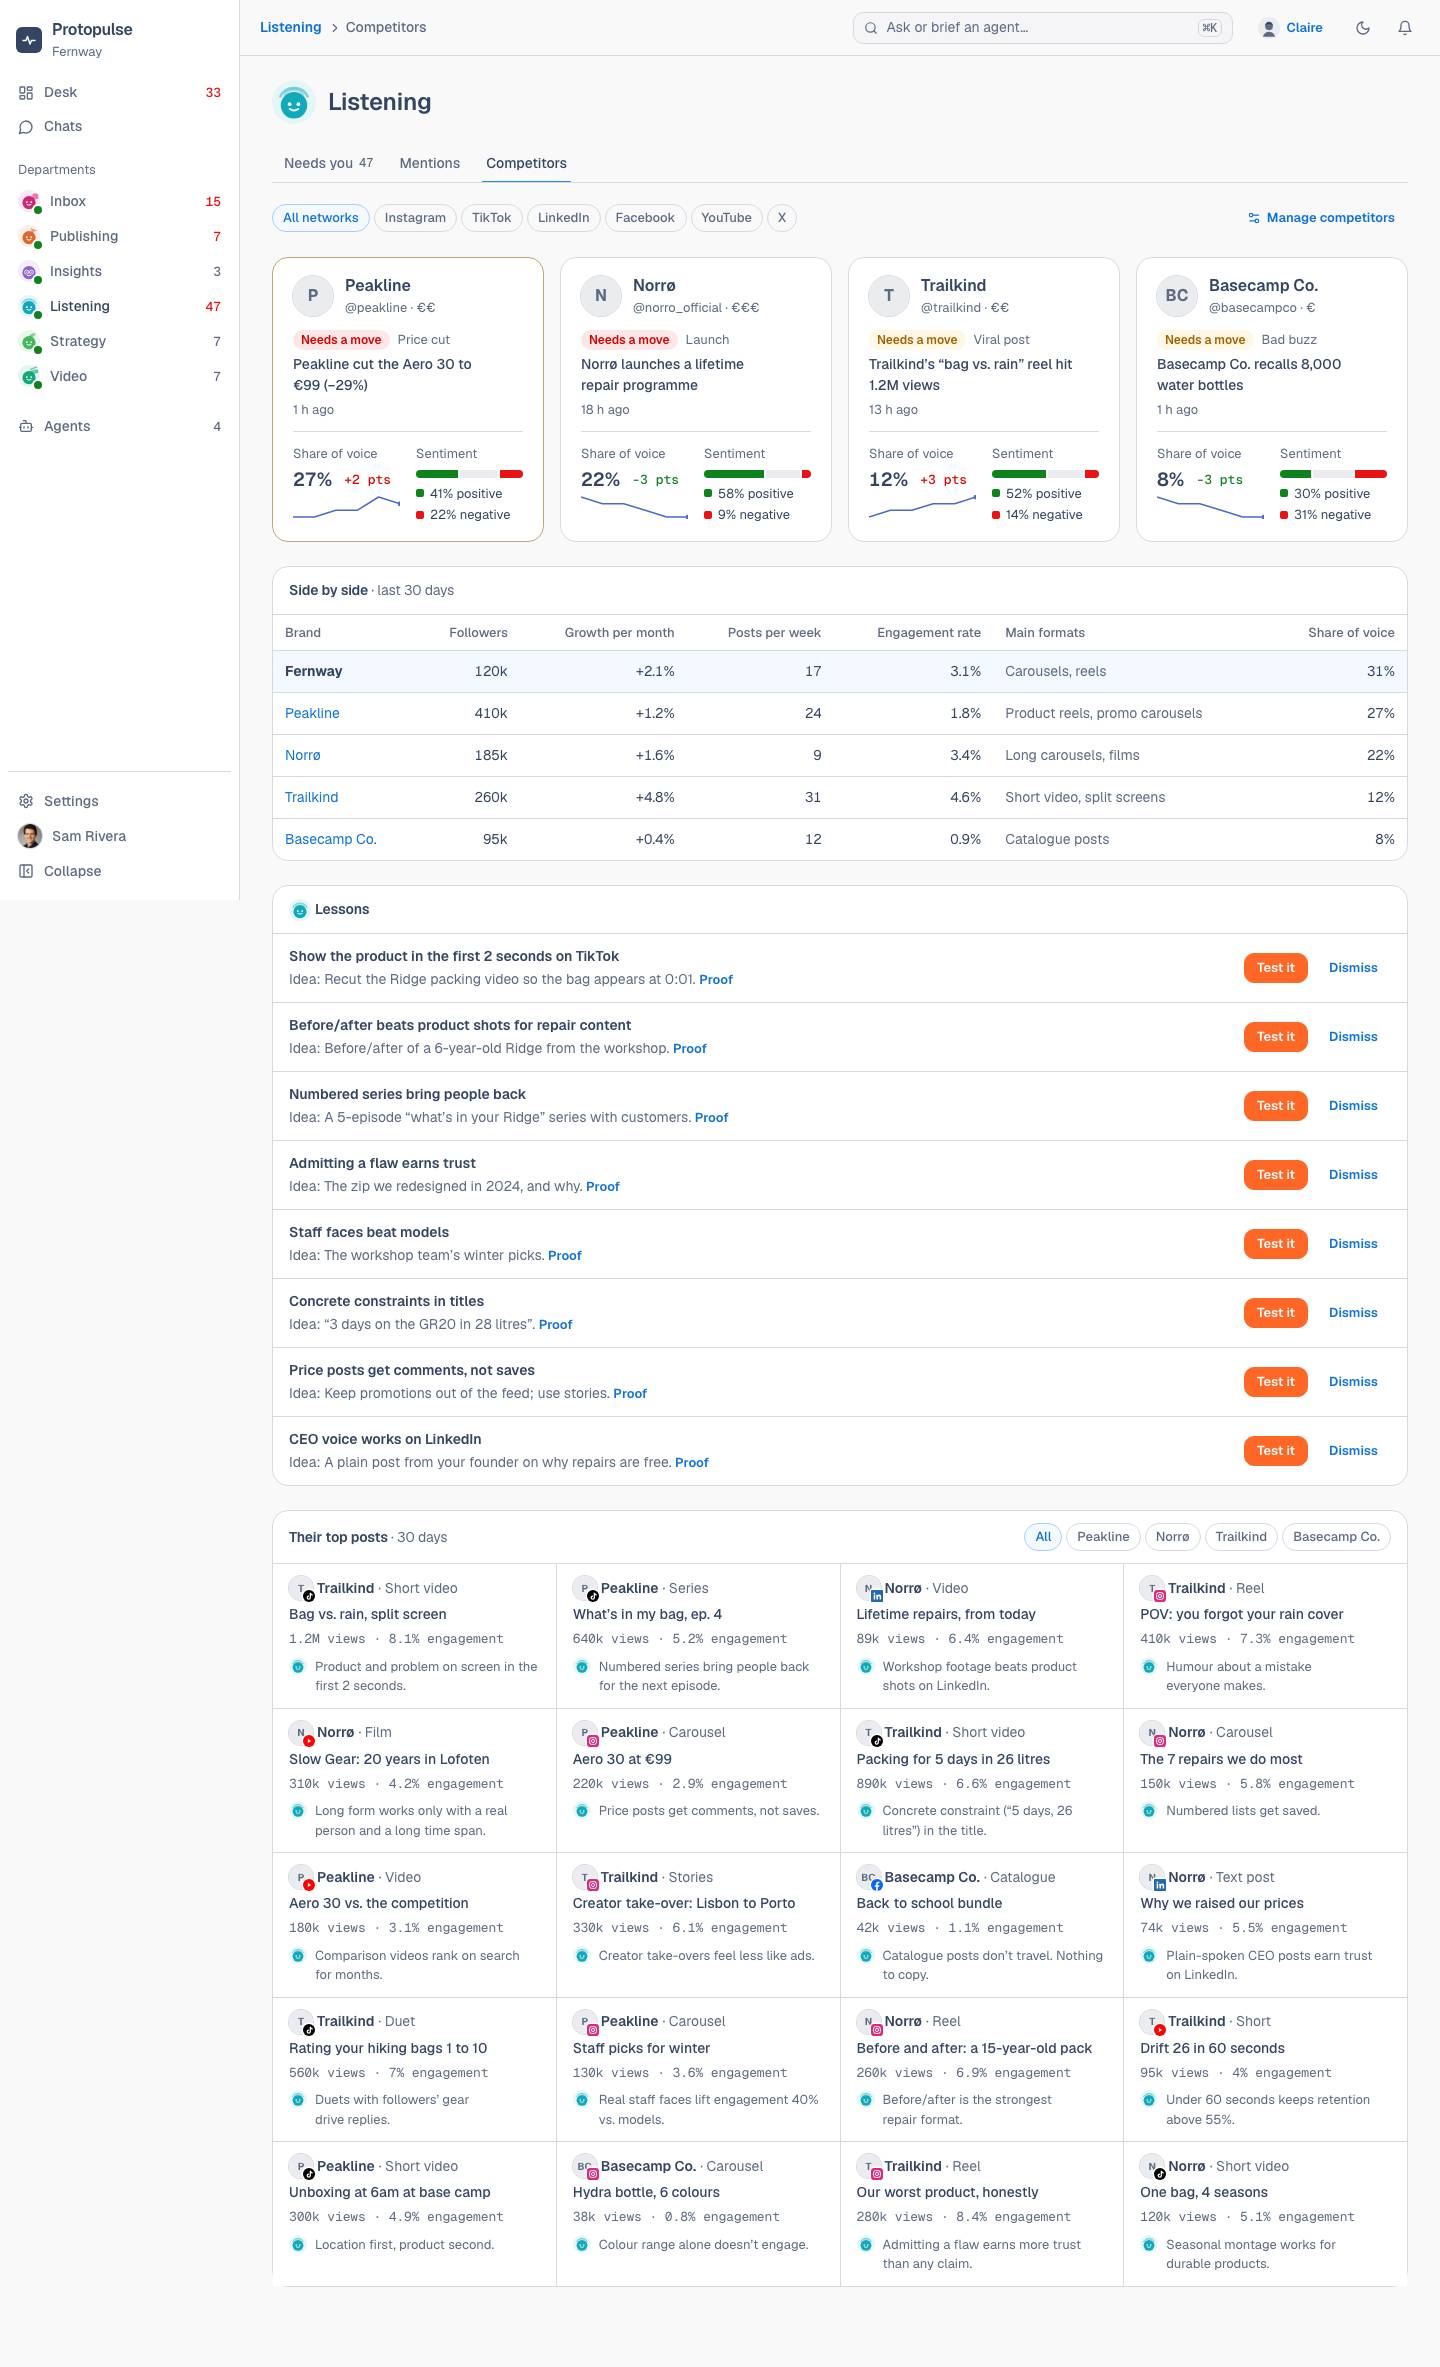 Protopulse
Fernway
Desk 33
Chats
Departments
Inbox 15
Publishing 7
Insights 3
Listening 47
Strategy 7
Video 7
Agents 4
Settings
Sam Rivera
Collapse
Listening > Competitors
Ask or brief an agent… ⌘K
Claire
Listening
Needs you 47 Mentions Competitors
All networks Instagram TikTok LinkedIn Facebook YouTube X Manage competitors
P
Peakline
@peakline · €€
Needs a move Price cut
Peakline cut the Aero 30 to
€99 (−29%)
1 h ago
Share of voice
27% +2 pts
Sentiment
41% positive
22% negative
N
Norrø
@norro_official · €€€
Needs a move Launch
Norrø launches a lifetime
repair programme
18 h ago
Share of voice
22% -3 pts
Sentiment
58% positive
9% negative
T
Trailkind
@trailkind · €€
Needs a move Viral post
Trailkind’s “bag vs. rain” reel hit
1.2M views
13 h ago
Share of voice
12% +3 pts
Sentiment
52% positive
14% negative
BC
Basecamp Co.
@basecampco · €
Needs a move Bad buzz
Basecamp Co. recalls 8,000
water bottles
1 h ago
Share of voice
8% -3 pts
Sentiment
30% positive
31% negative
Side by side · last 30 days
Brand Followers Growth per month Posts per week Engagement rate Main formats Share of voice
Fernway 120k +2.1% 17 3.1% Carousels, reels 31%
Peakline 410k +1.2% 24 1.8% Product reels, promo carousels 27%
Norrø 185k +1.6% 9 3.4% Long carousels, films 22%
Trailkind 260k +4.8% 31 4.6% Short video, split screens 12%
Basecamp Co. 95k +0.4% 12 0.9% Catalogue posts 8%
Lessons
Show the product in the first 2 seconds on TikTok
Idea: Recut the Ridge packing video so the bag appears at 0:01. Proof
Test it Dismiss
Before/after beats product shots for repair content
Idea: Before/after of a 6-year-old Ridge from the workshop. Proof
Test it Dismiss
Numbered series bring people back
Idea: A 5-episode “what’s in your Ridge” series with customers. Proof
Test it Dismiss
Admitting a flaw earns trust
Idea: The zip we redesigned in 2024, and why. Proof
Test it Dismiss
Staff faces beat models
Idea: The workshop team’s winter picks. Proof
Test it Dismiss
Concrete constraints in titles
Idea: “3 days on the GR20 in 28 litres”. Proof
Test it Dismiss
Price posts get comments, not saves
Idea: Keep promotions out of the feed; use stories. Proof
Test it Dismiss
CEO voice works on LinkedIn
Idea: A plain post from your founder on why repairs are free. Proof
Test it Dismiss
Their top posts · 30 days
All Peakline Norrø Trailkind Basecamp Co.
T Trailkind · Short video
Bag vs. rain, split screen
1.2M views · 8.1% engagement
Product and problem on screen in the
first 2 seconds.
P Peakline · Series
What’s in my bag, ep. 4
640k views · 5.2% engagement
Numbered series bring people back
for the next episode.
N Norrø · Video
Lifetime repairs, from today
89k views · 6.4% engagement
Workshop footage beats product
shots on LinkedIn.
T Trailkind · Reel
POV: you forgot your rain cover
410k views · 7.3% engagement
Humour about a mistake
everyone makes.
N Norrø · Film
Slow Gear: 20 years in Lofoten
310k views · 4.2% engagement
Long form works only with a real
person and a long time span.
P Peakline · Carousel
Aero 30 at €99
220k views · 2.9% engagement
Price posts get comments, not saves.
T Trailkind · Short video
Packing for 5 days in 26 litres
890k views · 6.6% engagement
Concrete constraint (“5 days, 26
litres”) in the title.
N Norrø · Carousel
The 7 repairs we do most
150k views · 5.8% engagement
Numbered lists get saved.
P Peakline · Video
Aero 30 vs. the competition
180k views · 3.1% engagement
Comparison videos rank on search
for months.
T Trailkind · Stories
Creator take-over: Lisbon to Porto
330k views · 6.1% engagement
Creator take-overs feel less like ads.
BC Basecamp Co. · Catalogue
Back to school bundle
42k views · 1.1% engagement
Catalogue posts don’t travel. Nothing
to copy.
N Norrø · Text post
Why we raised our prices
74k views · 5.5% engagement
Plain-spoken CEO posts earn trust
on LinkedIn.
T Trailkind · Duet
Rating your hiking bags 1 to 10
560k views · 7% engagement
Duets with followers’ gear
drive replies.
P Peakline · Carousel
Staff picks for winter
130k views · 3.6% engagement
Real staff faces lift engagement 40%
vs. models.
N Norrø · Reel
Before and after: a 15-year-old pack
260k views · 6.9% engagement
Before/after is the strongest
repair format.
T Trailkind · Short
Drift 26 in 60 seconds
95k views · 4% engagement
Under 60 seconds keeps retention
above 55%.
P Peakline · Short video
Unboxing at 6am at base camp
300k views · 4.9% engagement
Location first, product second.
BC Basecamp Co. · Carousel
Hydra bottle, 6 colours
38k views · 0.8% engagement
Colour range alone doesn’t engage.
T Trailkind · Reel
Our worst product, honestly
280k views · 8.4% engagement
Admitting a flaw earns more trust
than any claim.
N Norrø · Short video
One bag, 4 seasons
120k views · 5.1% engagement
Seasonal montage works for
durable products.